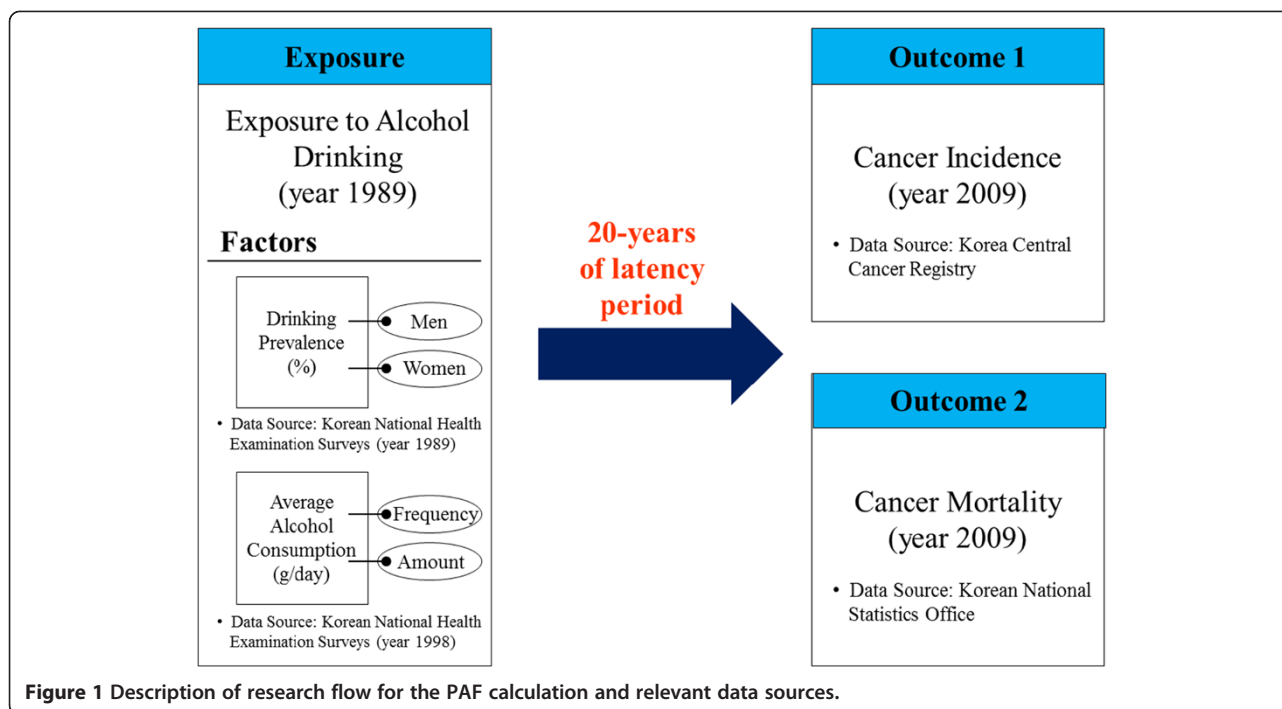 Exposure
Exposure to Alcohol
Drinking
(year 1989)
Factors
Drinking
Prevalence
(%)
Men
Women
• Data Source: Korean National Health
Examination Surveys (year 1989)
Average
Alcohol
Consumption
(g/day)
Frequency
Amount
• Data Source: Korean National Health
Examination Surveys (year 1998)
20-years
of latency
period
Outcome 1
Cancer Incidence
(year 2009)
• Data Source: Korea Central
Cancer Registry
Outcome 2
Cancer Mortality
(year 2009)
• Data Source: Korean National
Statistics Office
Figure 1 Description of research flow for the PAF calculation and relevant data sources.